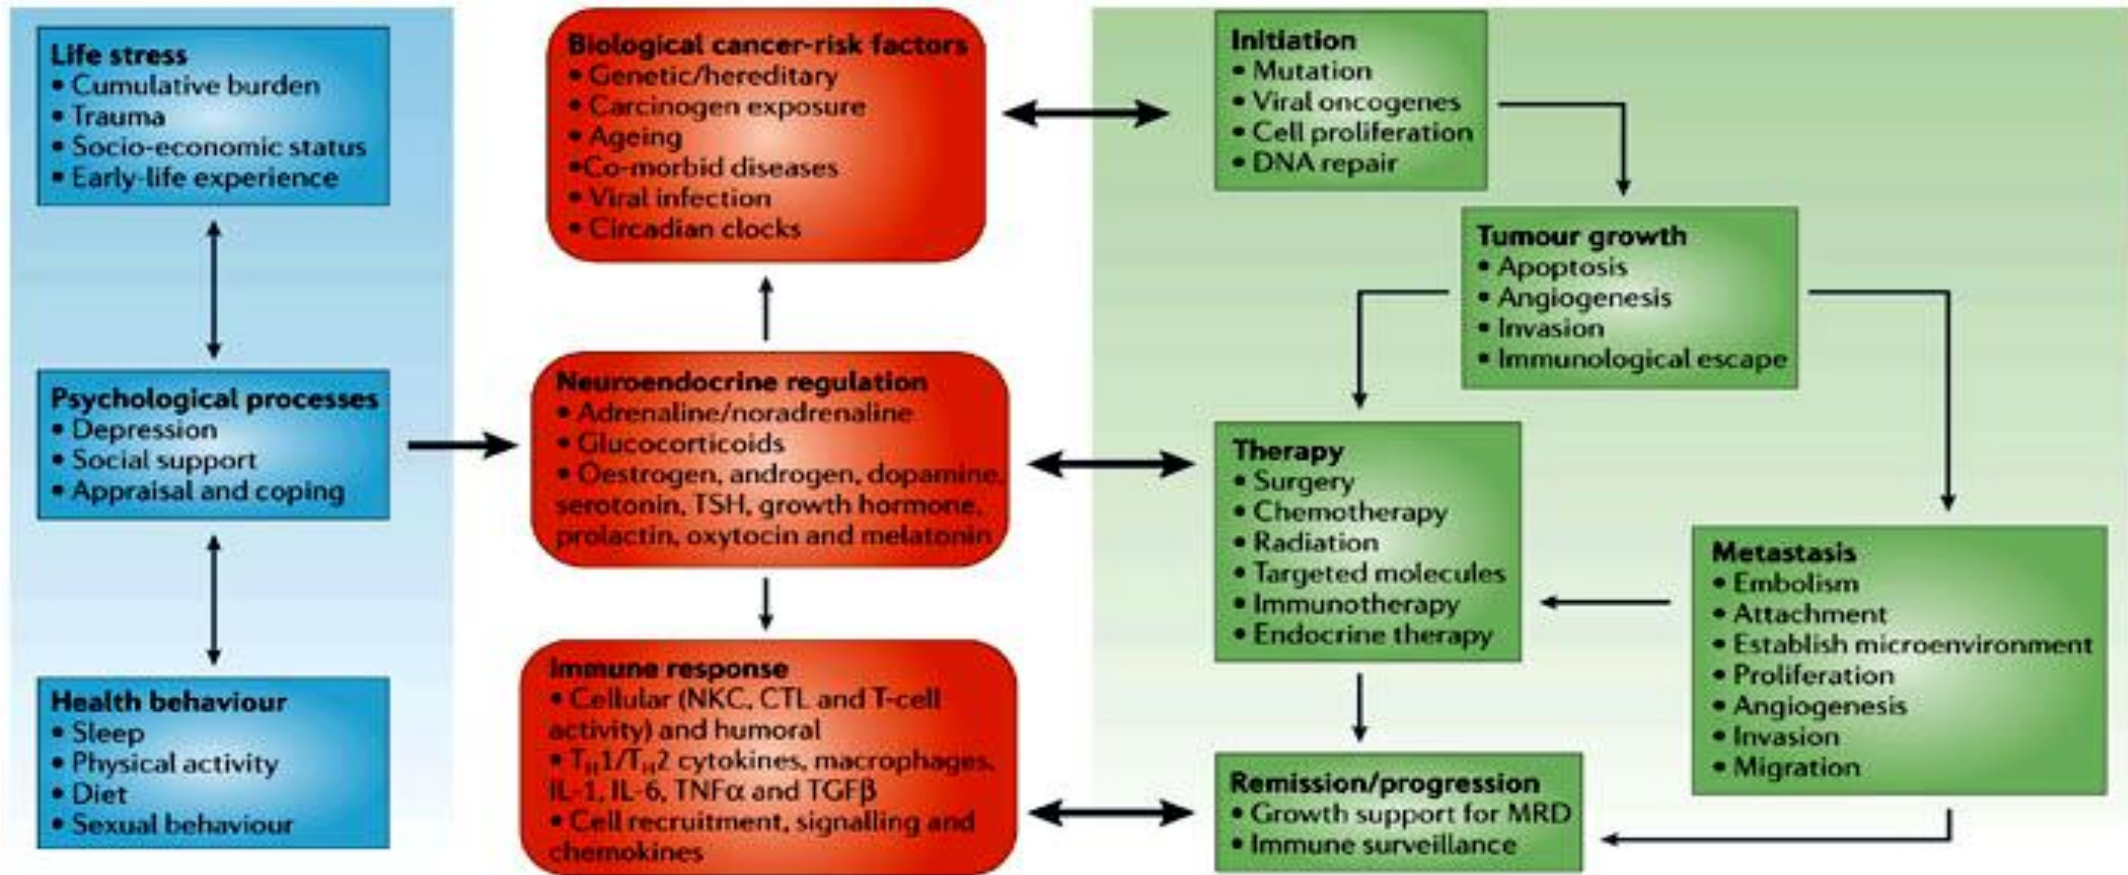 Life stress
• Cumulative burden
• Trauma
• Socio-economic status
• Early-life experience
Psychological processes
• Depression
• Social support
• Appraisal and coping
Health behaviour
• Sleep
• Physical activity
• Diet
• Sexual behaviour
Biological cancer-risk factors
• Genetic/hereditary
• Carcinogen exposure
• Ageing
•Co-morbid diseases
• Viral infection
• Circadian clocks
Neuroendocrine regulation
• Adrenaline/noradrenaline
• Glucocorticoids
• Oestrogen, androgen, dopamine,
serotonin, TSH, growth hormone,
prolactin, oxytocin and melatonin
Immune response
• Cellular (NKC, CTL and T-cell
activity) and humoral
• TH1/TH2 cytokines, macrophages,
IL-1, IL-6, TNFα and TGFβ
• Cell recruitment, signalling and
chemokines
Initiation
• Mutation
• Viral oncogenes
• Cell proliferation
• DNA repair
Tumour growth
• Apoptosis
• Angiogenesis
• Invasion
• Immunological escape
Therapy
• Surgery
• Chemotherapy
• Radiation
• Targeted molecules
• Immunotherapy
• Endocrine therapy
Metastasis
• Embolism
• Attachment
• Establish microenvironment
• Proliferation
• Angiogenesis
• Invasion
• Migration
Remission/progression
• Growth support for MRD
• Immune surveillance